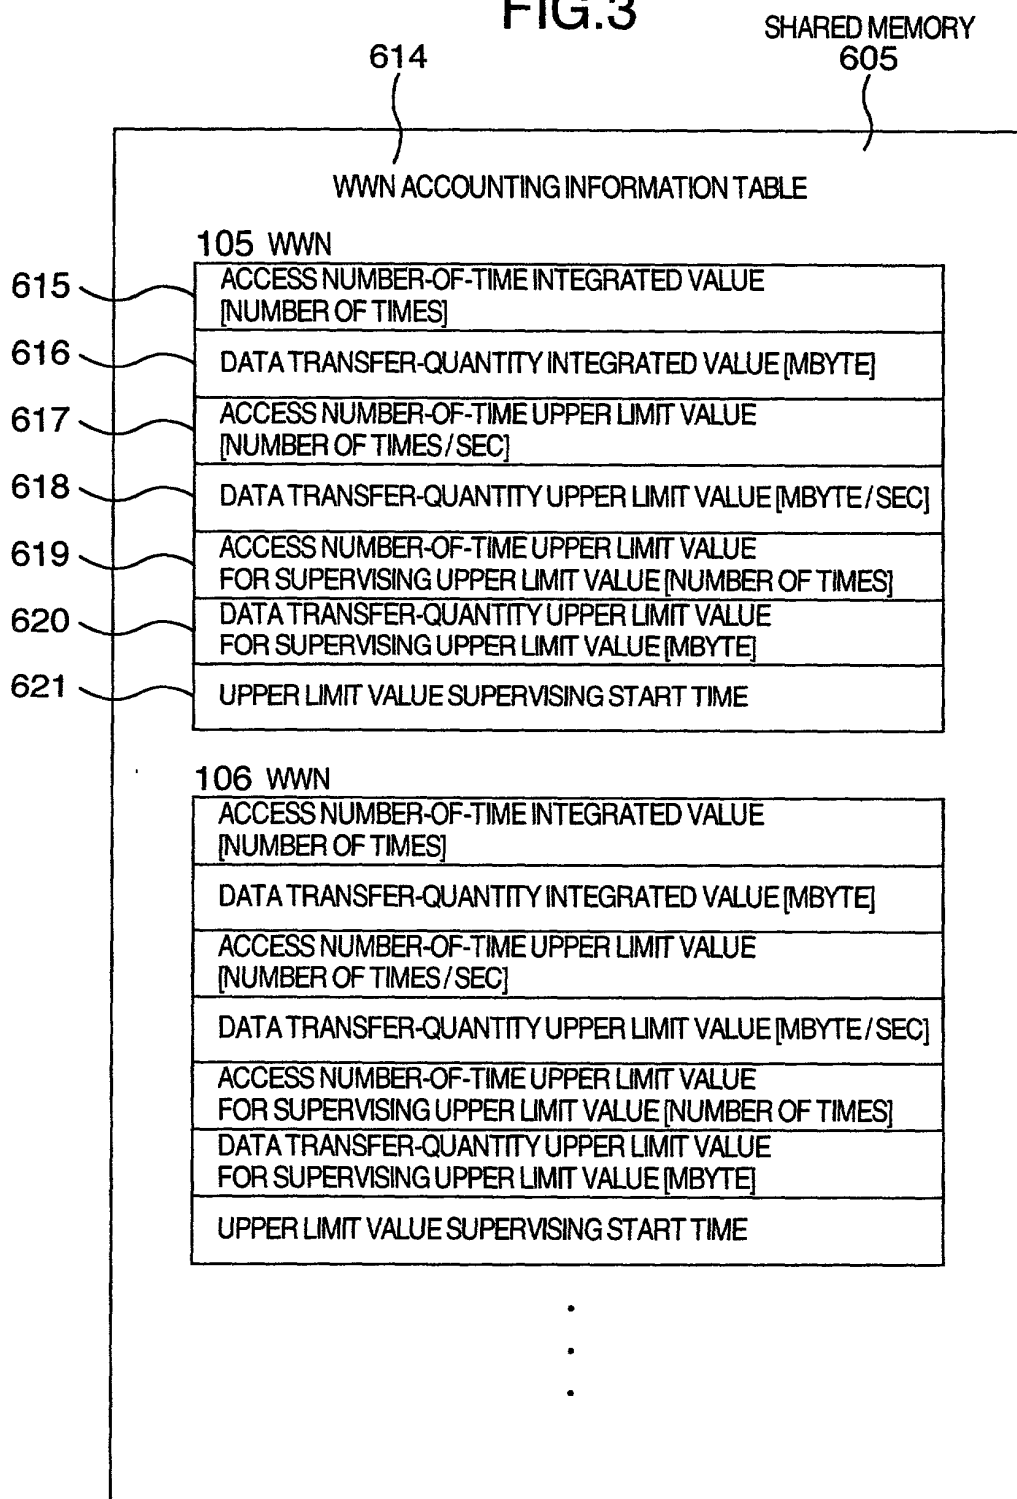 FIG.3
SHARED MEMORY
614
605
WWN ACCOUNTING INFORMATION TABLE
105 WWN
615
ACCESS NUMBER-OF-TIME INTEGRATED VALUE
[NUMBER OF TIMES]
616
DATA TRANSFER-QUANTITY INTEGRATED VALUE [MBYTE]
617
ACCESS NUMBER-OF-TIME UPPER LIMIT VALUE
[NUMBER OF TIMES/SEC]
618
DATA TRANSFER-QUANTITY UPPER LIMIT VALUE [MBYTE/SEC]
619
ACCESS NUMBER-OF-TIME UPPER LIMIT VALUE
FOR SUPERVISING UPPER LIMIT VALUE [NUMBER OF TIMES]
620
DATA TRANSFER-QUANTITY UPPER LIMIT VALUE
FOR SUPERVISING UPPER LIMIT VALUE [MBYTE]
621
UPPER LIMIT VALUE SUPERVISING START TIME
106 WWN
ACCESS NUMBER-OF-TIME INTEGRATED VALUE
[NUMBER OF TIMES]
DATA TRANSFER-QUANTITY INTEGRATED VALUE [MBYTE]
ACCESS NUMBER-OF-TIME UPPER LIMIT VALUE
[NUMBER OF TIMES/SEC]
DATA TRANSFER-QUANTITY UPPER LIMIT VALUE [MBYTE/SEC]
ACCESS NUMBER-OF-TIME UPPER LIMIT VALUE
FOR SUPERVISING UPPER LIMIT VALUE [NUMBER OF TIMES]
DATA TRANSFER-QUANTITY UPPER LIMIT VALUE
FOR SUPERVISING UPPER LIMIT VALUE [MBYTE]
UPPER LIMIT VALUE SUPERVISING START TIME